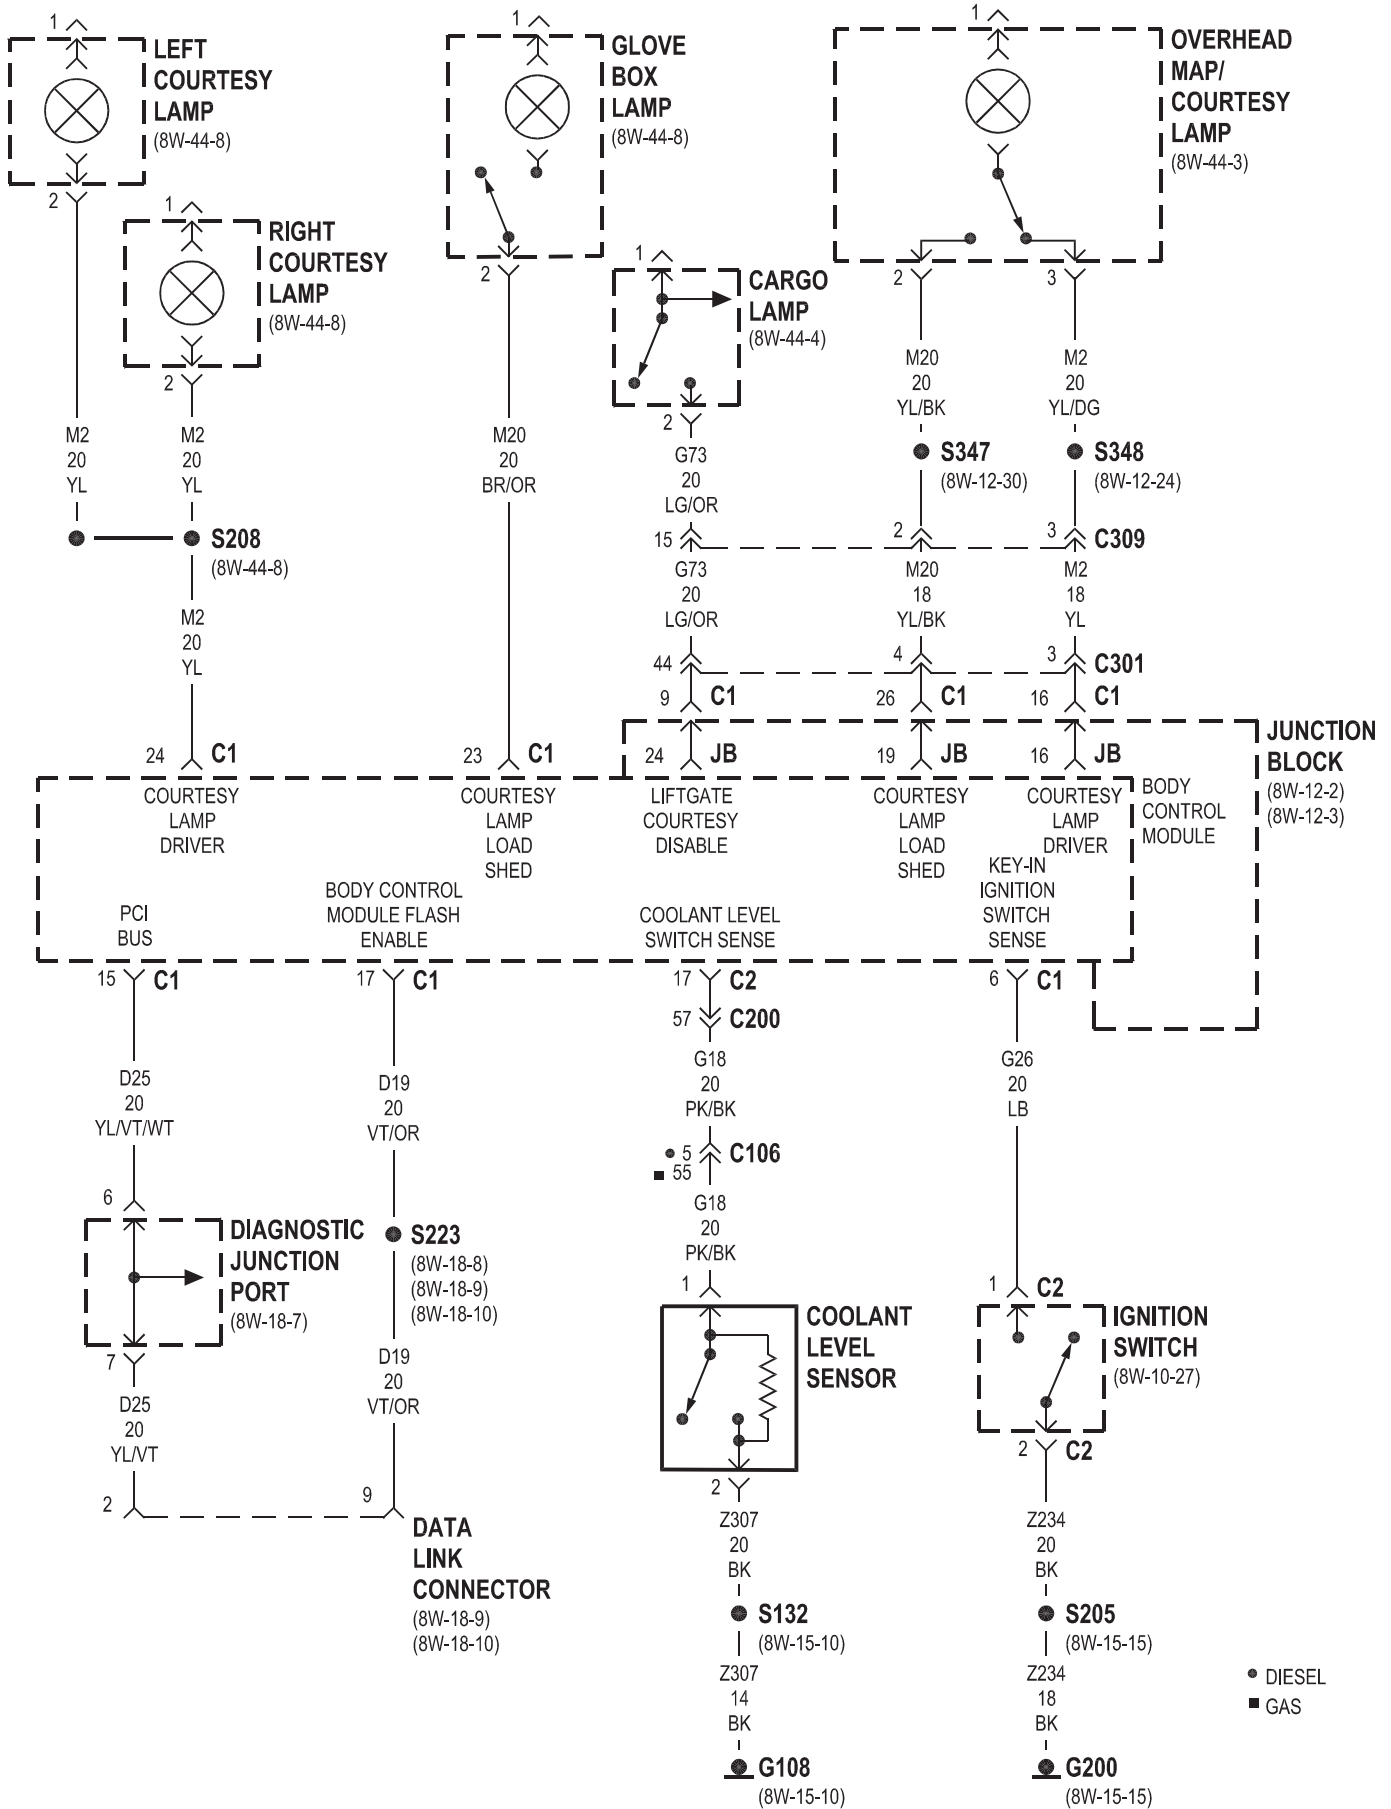 1
LEFT
COURTESY
LAMP
(8W-44-8)
2
1
RIGHT
COURTESY
LAMP
(8W-44-8)
2
M2
20
YL
M2
20
YL
S208
(8W-44-8)
M2
20
YL
24
C1
1
GLOVE
BOX
LAMP
(8W-44-8)
2
M20
20
BR/OR
23
C1
1
CARGO
LAMP
(8W-44-4)
2
G73
20
LG/OR
15
G73
20
LG/OR
44
9
C1
24
JB
1
OVERHEAD
MAP/
COURTESY
LAMP
(8W-44-3)
2
3
M20
20
YL/BK
M2
20
YL/DG
S347
(8W-12-30)
S348
(8W-12-24)
2
3
C309
M20
18
YL/BK
M2
18
YL
4
3
C301
26
C1
16
C1
19
JB
16
JB
JUNCTION
BLOCK
(8W-12-2)
(8W-12-3)
COURTESY
LAMP
DRIVER
COURTESY
LAMP
LOAD
SHED
LIFTGATE
COURTESY
DISABLE
COURTESY
LAMP
LOAD
SHED
COURTESY
LAMP
DRIVER
BODY
CONTROL
MODULE
PCI
BUS
BODY CONTROL
MODULE FLASH
ENABLE
COOLANT LEVEL
SWITCH SENSE
KEY-IN
IGNITION
SWITCH
SENSE
15
C1
17
C1
17
C2
6
C1
57
C200
D25
20
YL/VT/WT
D19
20
VT/OR
G18
20
PK/BK
G26
20
LB
5
55
C106
6
DIAGNOSTIC
JUNCTION
PORT
(8W-18-7)
7
D25
20
YL/VT
2
S223
(8W-18-8)
(8W-18-9)
(8W-18-10)
D19
20
VT/OR
9
DATA
LINK
CONNECTOR
(8W-18-9)
(8W-18-10)
G18
20
PK/BK
1
COOLANT
LEVEL
SENSOR
2
Z307
20
BK
S132
(8W-15-10)
Z307
14
BK
G108
(8W-15-10)
1
C2
IGNITION
SWITCH
(8W-10-27)
2
C2
Z234
20
BK
S205
(8W-15-15)
Z234
18
BK
G200
(8W-15-15)
DIESEL
GAS